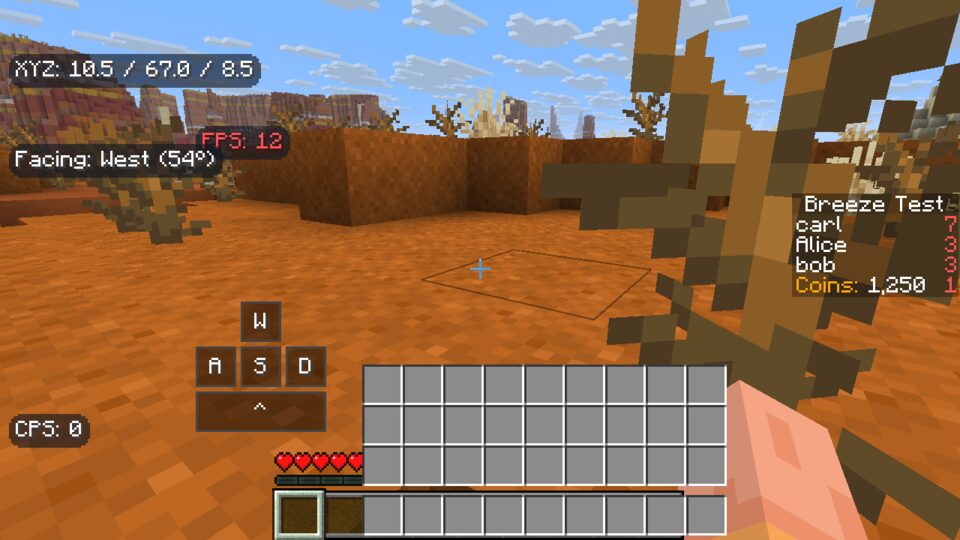 XYZ: 10.5 / 67.0 / 8.5
FPS: 12
Facing: West (54°)
Breeze Test
carl 7
Alice 3
bob 3
Coins: 1,250 1
W
A S D
^
CPS: 0